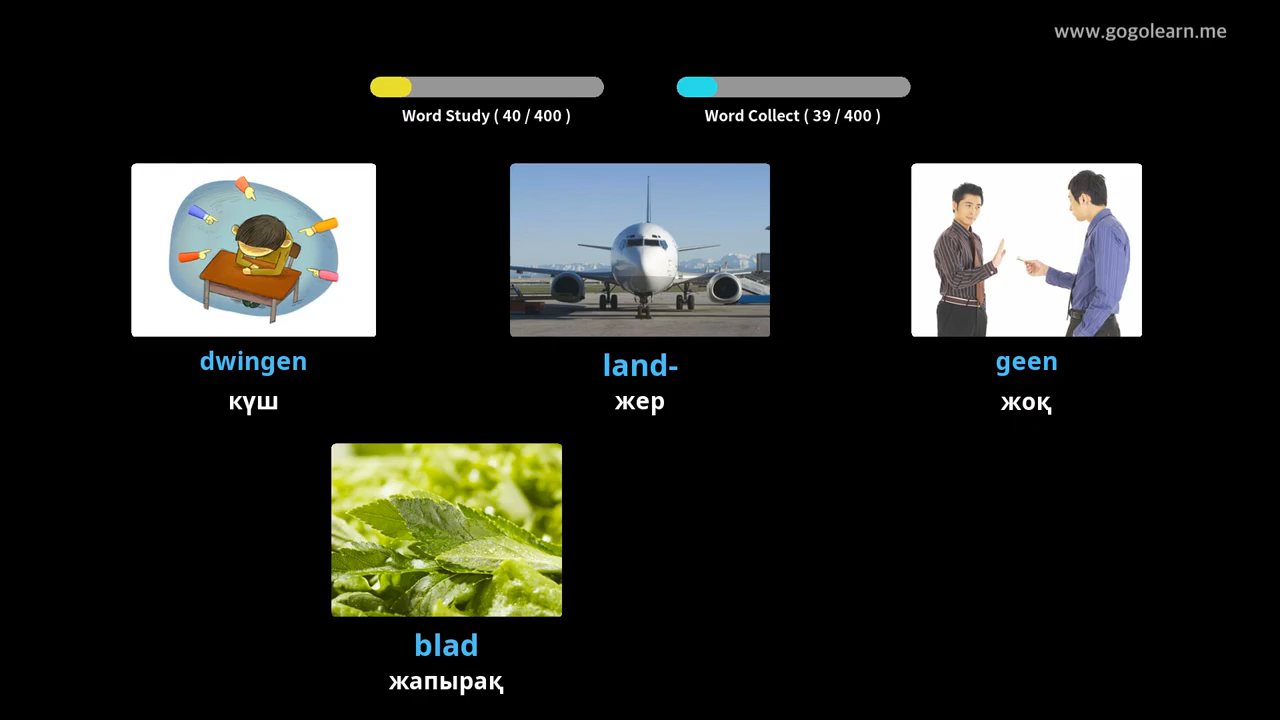 www.gogolearn.me
Word Study ( 40 / 400 )
Word Collect ( 39 / 400 )
dwingen
land-
geen
күш
жер
жоқ
blad
жапырақ